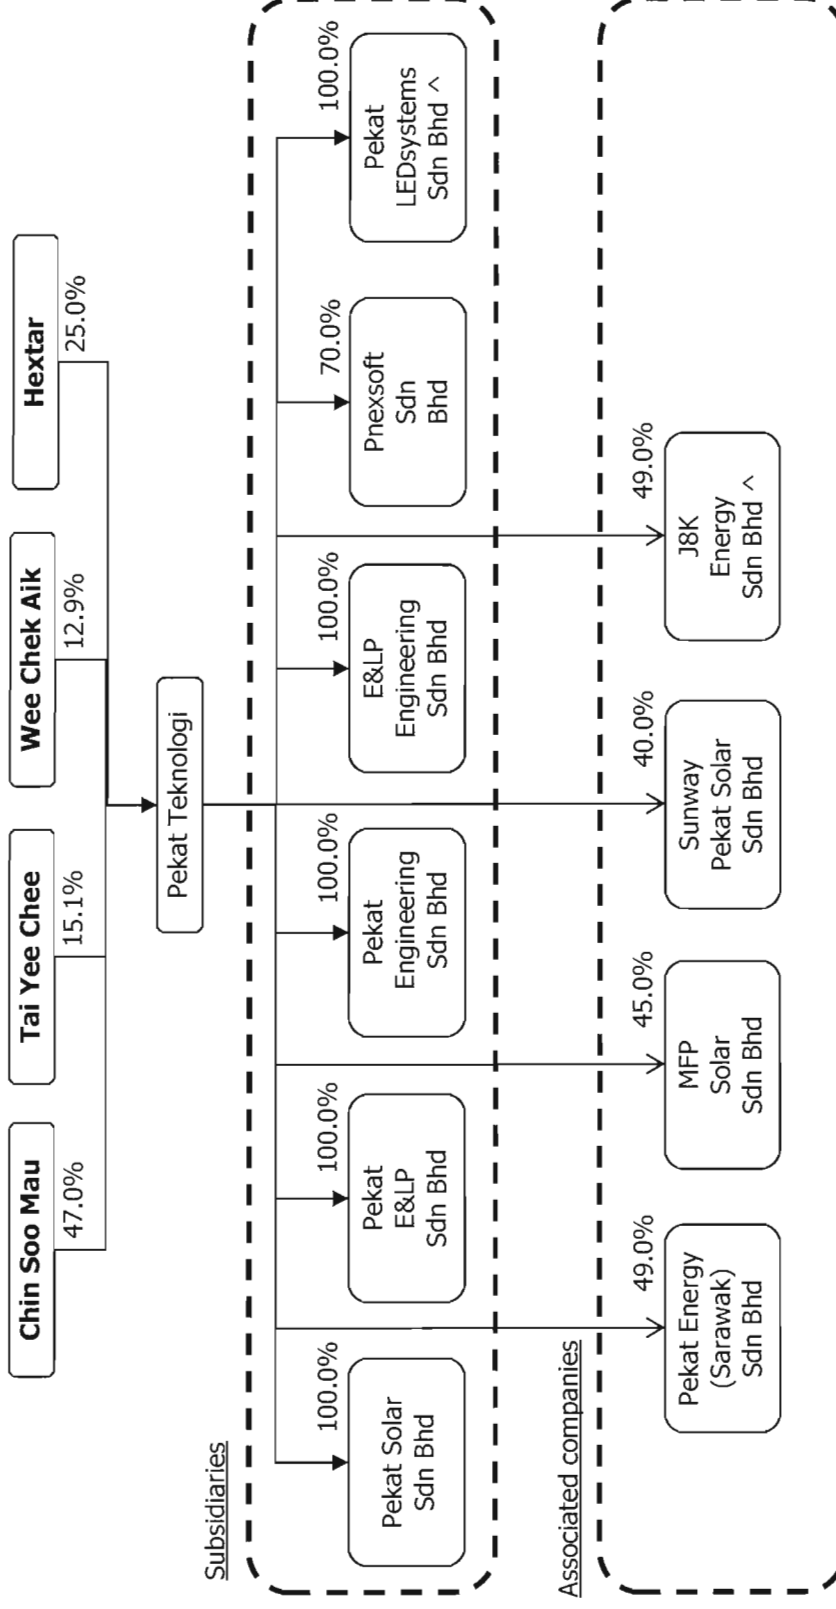 Chin Soo Mau
Tai Yee Chee
Wee Chek Aik
Hextar
47.0%
15.1%
12.9%
25.0%
Pekat Teknologi
Subsidiaries
100.0%
100.0%
100.0%
100.0%
70.0%
100.0%
Pekat Solar
Sdn Bhd
Pekat
E&LP
Sdn Bhd
Pekat
Engineering
Sdn Bhd
E&LP
Engineering
Sdn Bhd
Pnexsoft
Sdn
Bhd
Pekat
LEDsystems
Sdn Bhd ^
Associated companies
49.0%
45.0%
40.0%
49.0%
Pekat Energy
(Sarawak)
Sdn Bhd
MFP
Solar
Sdn Bhd
Sunway
Pekat Solar
Sdn Bhd
J8K
Energy
Sdn Bhd ^